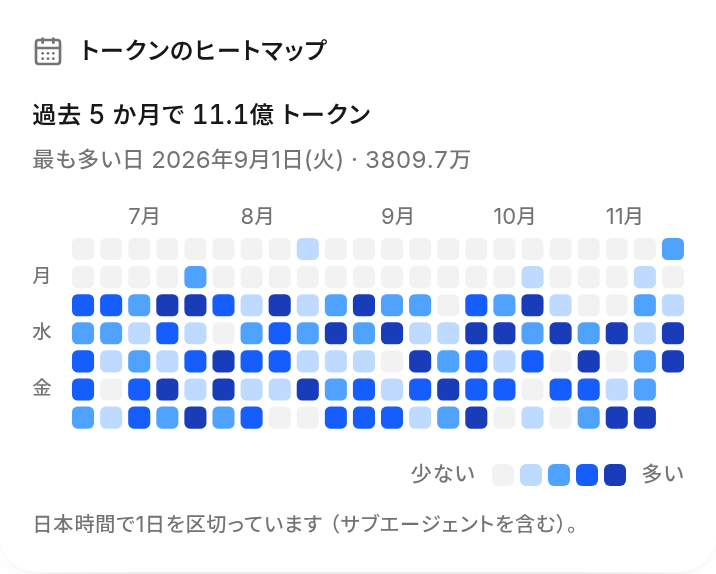 トークンのヒートマップ
過去 5 か月で 11.1億 トークン
最も多い日 2026年9月1日(火) · 3809.7万
7月 8月 9月 10月 11月
月
水
金
少ない 多い
日本時間で1日を区切っています（サブエージェントを含む）。